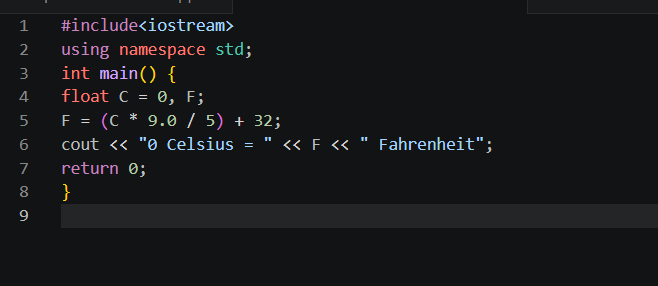 1 #include<iostream>
2 using namespace std;
3 int main() {
4 float C = 0, F;
5 F = (C * 9.0 / 5) + 32;
6 cout << "0 Celsius = " << F << " Fahrenheit";
7 return 0;
8 }
9